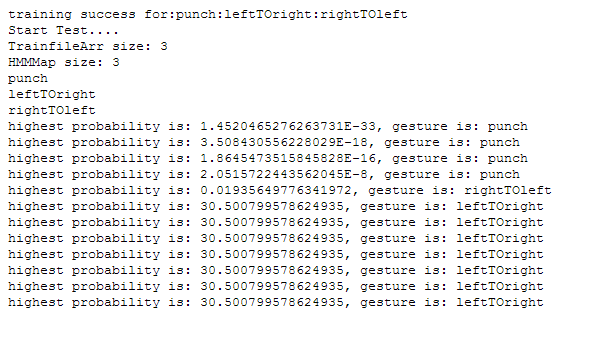 training success for:punch:leftTOright:rightTOleft
Start Test....
TrainfileArr size: 3
HMMMap size: 3
punch
leftTOright
rightTOleft
highest probability is: 1.4520465276263731E-33, gesture is: punch
highest probability is: 3.508430556228029E-18, gesture is: punch
highest probability is: 1.8645473515845828E-16, gesture is: punch
highest probability is: 2.0515722443562045E-8, gesture is: punch
highest probability is: 0.01935649776341972, gesture is: rightTOleft
highest probability is: 30.500799578624935, gesture is: leftTOright
highest probability is: 30.500799578624935, gesture is: leftTOright
highest probability is: 30.500799578624935, gesture is: leftTOright
highest probability is: 30.500799578624935, gesture is: leftTOright
highest probability is: 30.500799578624935, gesture is: leftTOright
highest probability is: 30.500799578624935, gesture is: leftTOright
highest probability is: 30.500799578624935, gesture is: leftTOright